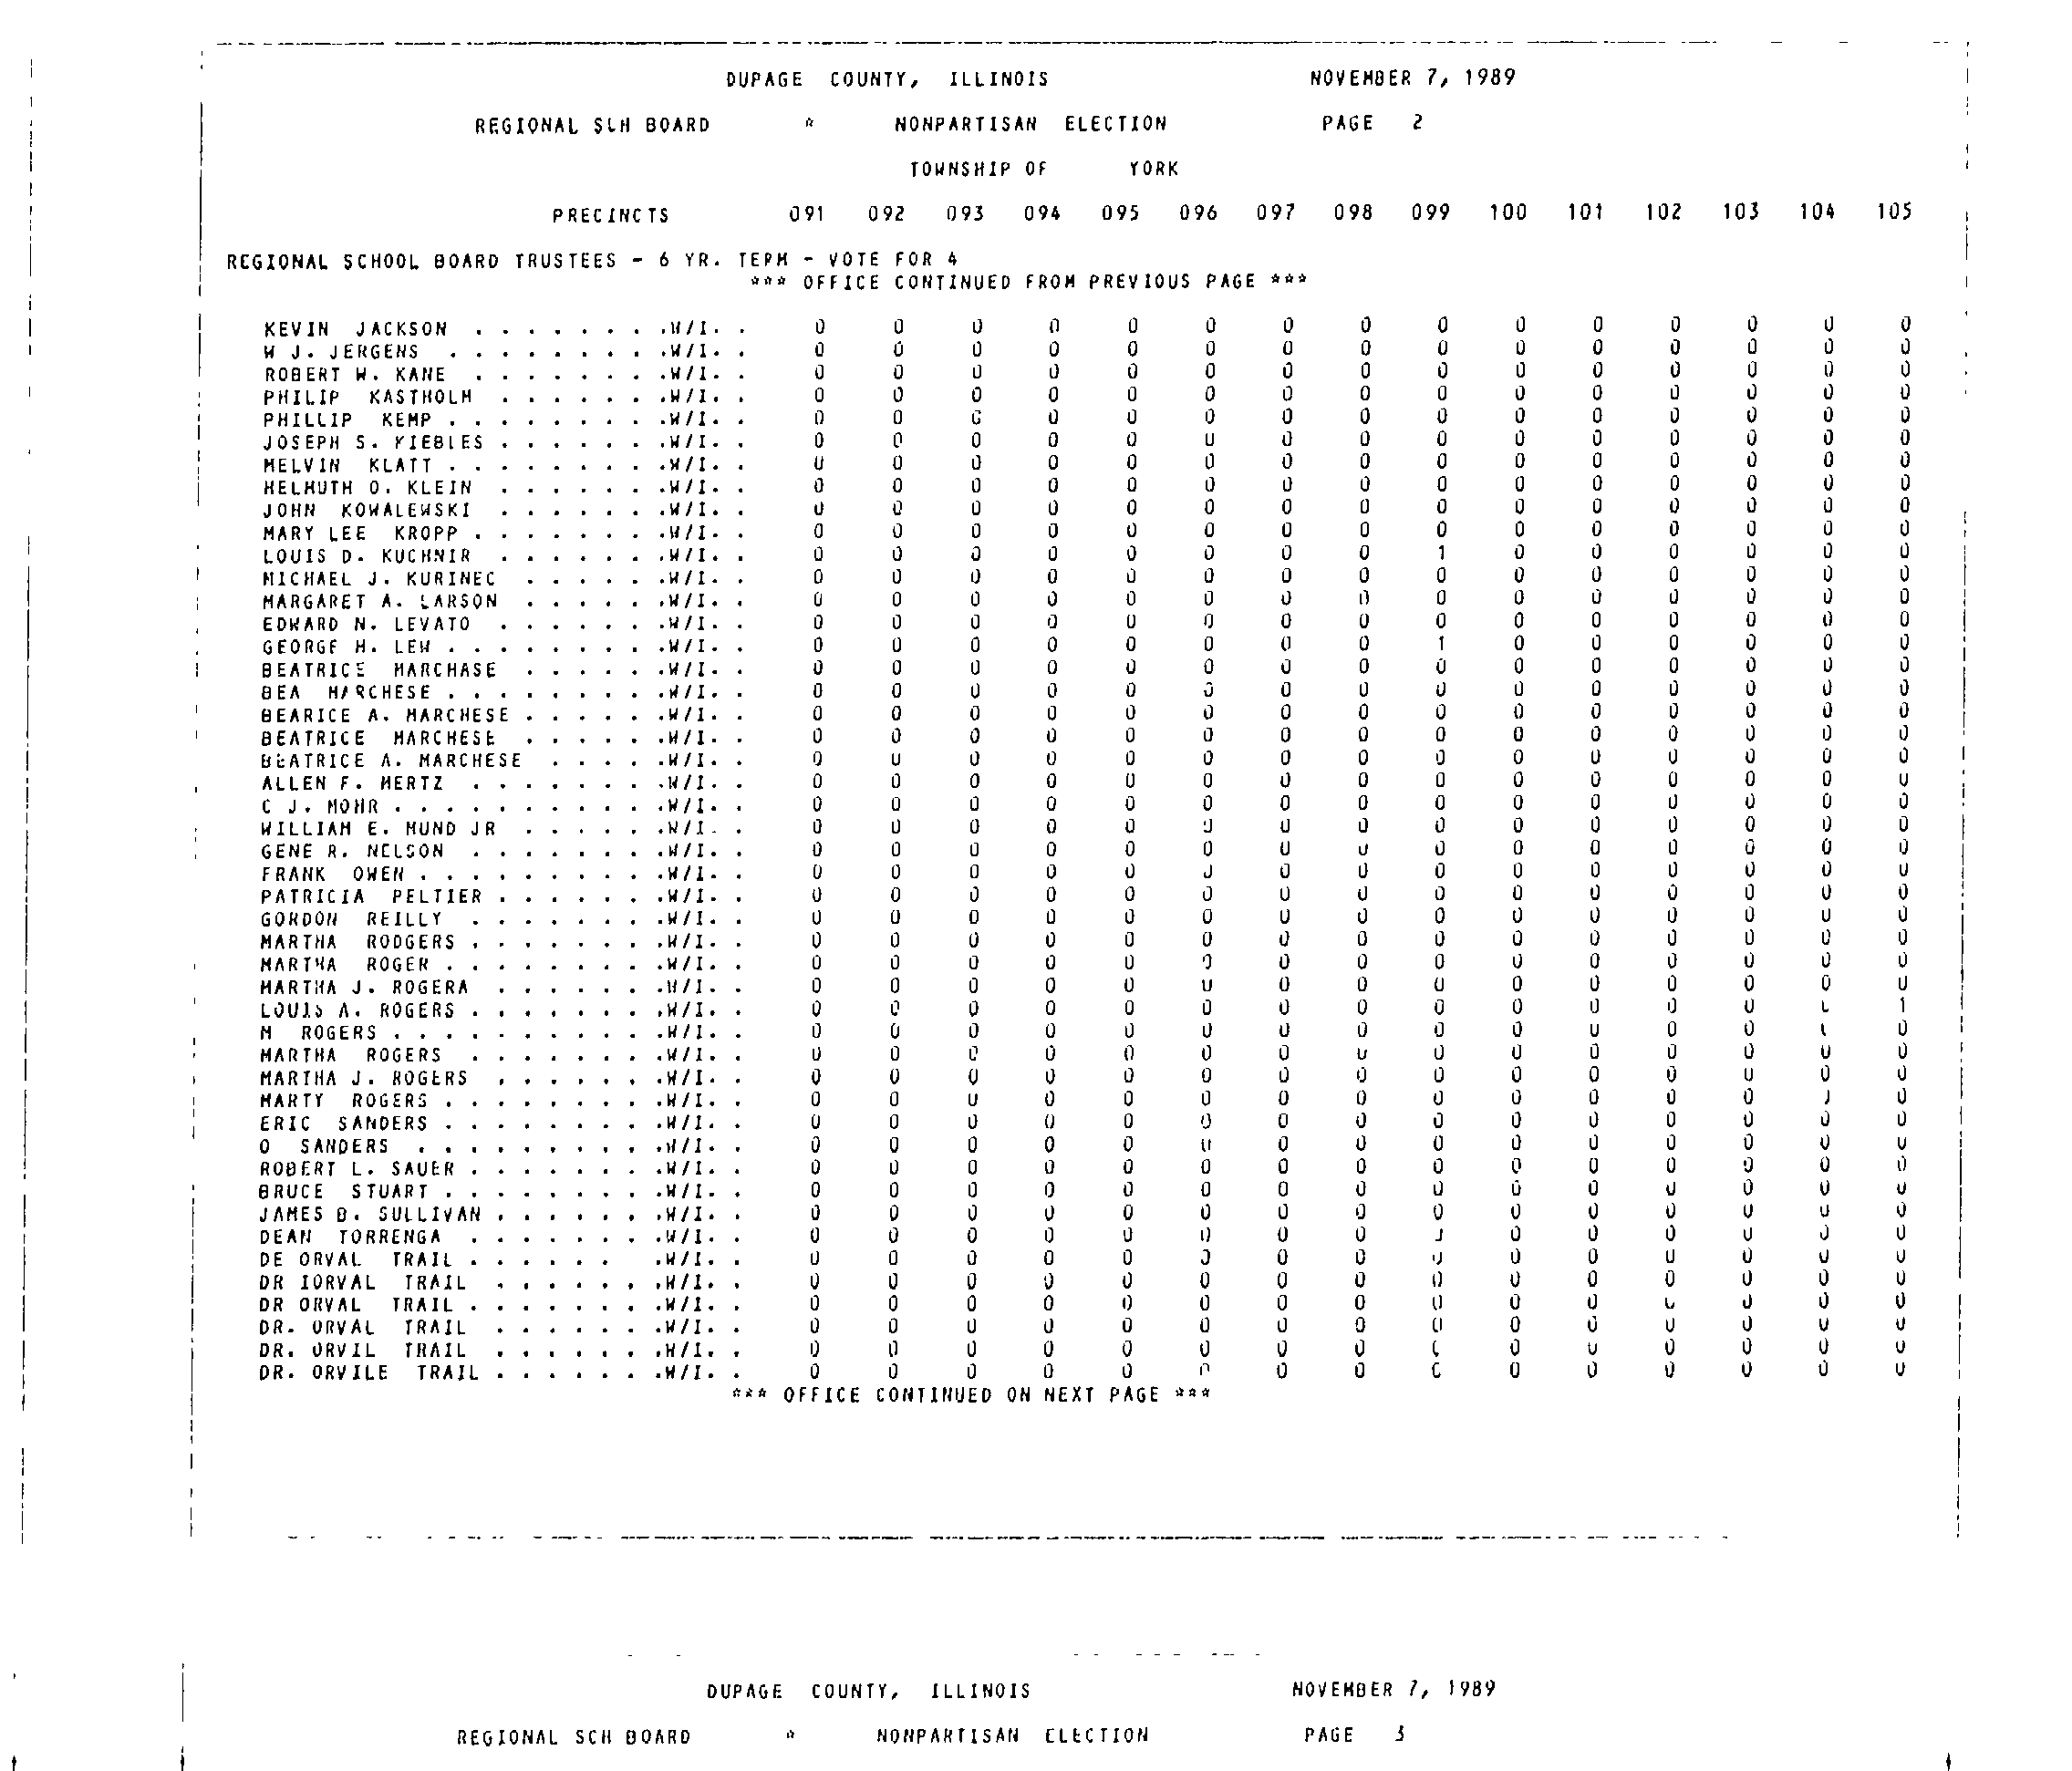 DUPAGE COUNTY, ILLINOIS NOVEMBER 7, 1989
REGIONAL SCH BOARD * NONPARTISAN ELECTION PAGE 2
TOWNSHIP OF YORK
PRECINCTS 091 092 093 094 095 096 097 098 099 100 101 102 103 104 105
REGIONAL SCHOOL BOARD TRUSTEES - 6 YR. TERM - VOTE FOR 4
*** OFFICE CONTINUED FROM PREVIOUS PAGE ***
KEVIN JACKSON . . . . . . . .W/I. . 0 0 0 0 0 0 0 0 0 0 0 0 0 0 0
W J. JERGENS . . . . . . . . .W/I. . 0 0 0 0 0 0 0 0 0 0 0 0 0 0 0
ROBERT W. KANE . . . . . . . .W/I. . 0 0 0 0 0 0 0 0 0 0 0 0 0 0 0
PHILIP KASTHOLM . . . . . . .W/I. . 0 0 0 0 0 0 0 0 0 0 0 0 0 0 0
PHILLIP KEMP . . . . . . . . .W/I. . 0 0 0 0 0 0 0 0 0 0 0 0 0 0 0
JOSEPH S. KIEBLES . . . . . . .W/I. . 0 0 0 0 0 0 0 0 0 0 0 0 0 0 0
MELVIN KLATT . . . . . . . . .W/I. . 0 0 0 0 0 0 0 0 0 0 0 0 0 0 0
HELMUTH O. KLEIN . . . . . . .W/I. . 0 0 0 0 0 0 0 0 0 0 0 0 0 0 0
JOHN KOWALEWSKI . . . . . . .W/I. . 0 0 0 0 0 0 0 0 0 0 0 0 0 0 0
MARY LEE KROPP . . . . . . . .W/I. . 0 0 0 0 0 0 0 0 0 0 0 0 0 0 0
LOUIS D. KUCHNIR . . . . . . .W/I. . 0 0 0 0 0 0 0 0 1 0 0 0 0 0 0
MICHAEL J. KURINEC . . . . . .W/I. . 0 0 0 0 0 0 0 0 0 0 0 0 0 0 0
MARGARET A. LARSON . . . . . .W/I. . 0 0 0 0 0 0 0 0 0 0 0 0 0 0 0
EDWARD N. LEVATO . . . . . . .W/I. . 0 0 0 0 0 0 0 0 0 0 0 0 0 0 0
GEORGE H. LEW . . . . . . . . .W/I. . 0 0 0 0 0 0 0 0 1 0 0 0 0 0 0
BEATRICE MARCHASE . . . . . .W/I. . 0 0 0 0 0 0 0 0 0 0 0 0 0 0 0
BEA MARCHESE . . . . . . . . .W/I. . 0 0 0 0 0 0 0 0 0 0 0 0 0 0 0
BEARICE A. MARCHESE . . . . . .W/I. . 0 0 0 0 0 0 0 0 0 0 0 0 0 0 0
BEATRICE MARCHESE . . . . . .W/I. . 0 0 0 0 0 0 0 0 0 0 0 0 0 0 0
BEATRICE A. MARCHESE . . . . .W/I. . 0 0 0 0 0 0 0 0 0 0 0 0 0 0 0
ALLEN F. MERTZ . . . . . . . .W/I. . 0 0 0 0 0 0 0 0 0 0 0 0 0 0 0
C J. MOHR . . . . . . . . . . .W/I. . 0 0 0 0 0 0 0 0 0 0 0 0 0 0 0
WILLIAM E. MUND JR . . . . . .W/I. . 0 0 0 0 0 0 0 0 0 0 0 0 0 0 0
GENE R. NELSON . . . . . . . .W/I. . 0 0 0 0 0 0 0 0 0 0 0 0 0 0 0
FRANK OWEN . . . . . . . . . .W/I. . 0 0 0 0 0 0 0 0 0 0 0 0 0 0 0
PATRICIA PELTIER . . . . . . .W/I. . 0 0 0 0 0 0 0 0 0 0 0 0 0 0 0
GORDON REILLY . . . . . . . .W/I. . 0 0 0 0 0 0 0 0 0 0 0 0 0 0 0
MARTHA RODGERS . . . . . . . .W/I. . 0 0 0 0 0 0 0 0 0 0 0 0 0 0 0
MARTHA ROGER . . . . . . . . .W/I. . 0 0 0 0 0 0 0 0 0 0 0 0 0 0 0
MARTHA J. ROGERA . . . . . . .W/I. . 0 0 0 0 0 0 0 0 0 0 0 0 0 0 0
LOUIS A. ROGERS . . . . . . . .W/I. . 0 0 0 0 0 0 0 0 0 0 0 0 0 0 1
M ROGERS . . . . . . . . . . .W/I. . 0 0 0 0 0 0 0 0 0 0 0 0 0 0 0
MARTHA ROGERS . . . . . . . .W/I. . 0 0 0 0 0 0 0 0 0 0 0 0 0 0 0
MARTHA J. ROGERS . . . . . . .W/I. . 0 0 0 0 0 0 0 0 0 0 0 0 0 0 0
MARTY ROGERS . . . . . . . . .W/I. . 0 0 0 0 0 0 0 0 0 0 0 0 0 0 0
ERIC SANDERS . . . . . . . . .W/I. . 0 0 0 0 0 0 0 0 0 0 0 0 0 0 0
O SANDERS . . . . . . . . . .W/I. . 0 0 0 0 0 0 0 0 0 0 0 0 0 0 0
ROBERT L. SAUER . . . . . . . .W/I. . 0 0 0 0 0 0 0 0 0 0 0 0 0 0 0
BRUCE STUART . . . . . . . . .W/I. . 0 0 0 0 0 0 0 0 0 0 0 0 0 0 0
JAMES B. SULLIVAN . . . . . . .W/I. . 0 0 0 0 0 0 0 0 0 0 0 0 0 0 0
DEAN TORRENGA . . . . . . . .W/I. . 0 0 0 0 0 0 0 0 0 0 0 0 0 0 0
DE ORVAL TRAIL . . . . . . .W/I. . 0 0 0 0 0 0 0 0 0 0 0 0 0 0 0
DR IORVAL TRAIL . . . . . . .W/I. . 0 0 0 0 0 0 0 0 0 0 0 0 0 0 0
DR ORVAL TRAIL . . . . . . . .W/I. . 0 0 0 0 0 0 0 0 0 0 0 0 0 0 0
DR. ORVAL TRAIL . . . . . . .W/I. . 0 0 0 0 0 0 0 0 0 0 0 0 0 0 0
DR. ORVIL TRAIL . . . . . . .W/I. . 0 0 0 0 0 0 0 0 0 0 0 0 0 0 0
DR. ORVILE TRAIL . . . . . . .W/I. . 0 0 0 0 0 0 0 0 0 0 0 0 0 0 0
*** OFFICE CONTINUED ON NEXT PAGE ***
DUPAGE COUNTY, ILLINOIS NOVEMBER 7, 1989
REGIONAL SCH BOARD * NONPARTISAN ELECTION PAGE 3